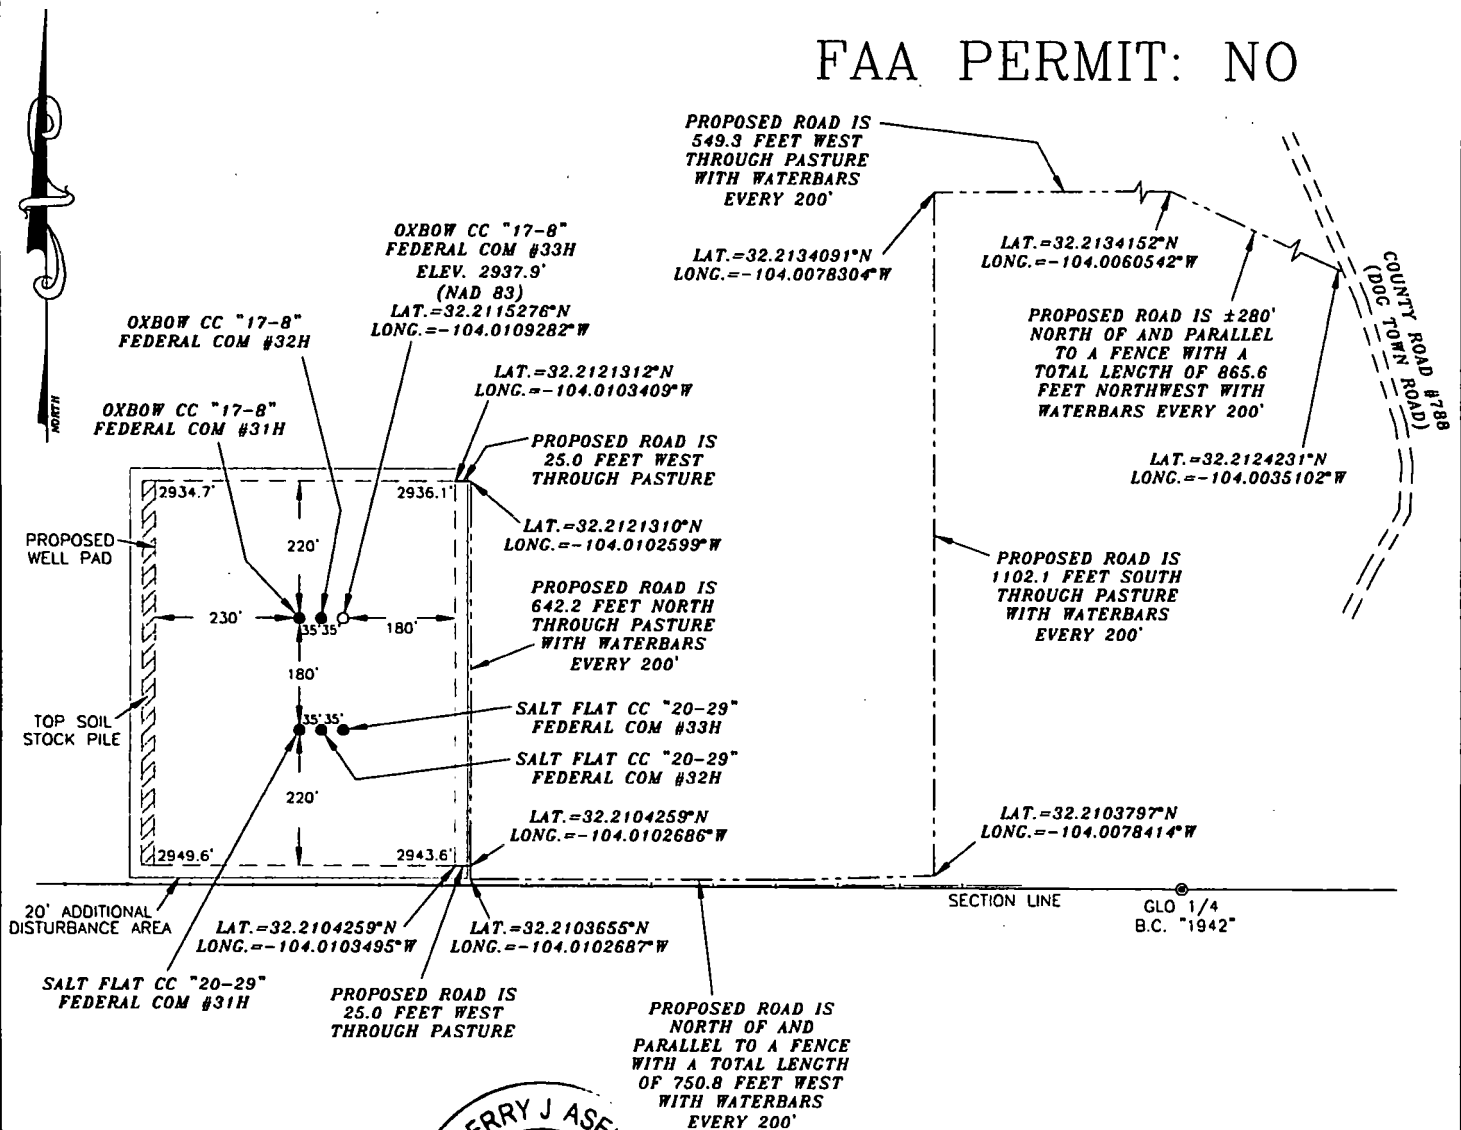 FAA PERMIT: NO
NORTH
PROPOSED ROAD IS
549.3 FEET WEST
THROUGH PASTURE
WITH WATERBARS
EVERY 200'
OXBOW CC "17-8"
FEDERAL COM #33H
ELEV. 2937.9'
(NAD 83)
LAT.=32.2115276°N
LONG.=-104.0109282°W
LAT.=32.2134091°N
LONG.=-104.0078304°W
LAT.=32.2134152°N
LONG.=-104.0060542°W
COUNTY ROAD #788
(DOG TOWN ROAD)
OXBOW CC "17-8"
FEDERAL COM #32H
PROPOSED ROAD IS ±280'
NORTH OF AND PARALLEL
TO A FENCE WITH A
TOTAL LENGTH OF 865.6
FEET NORTHWEST WITH
WATERBARS EVERY 200'
LAT.=32.2121312°N
LONG.=-104.0103409°W
OXBOW CC "17-8"
FEDERAL COM #31H
PROPOSED ROAD IS
25.0 FEET WEST
THROUGH PASTURE
LAT.=32.2124231°N
LONG.=-104.0035102°W
2934.7'
2936.1'
LAT.=32.2121310°N
LONG.=-104.0102599°W
PROPOSED
WELL PAD
220'
PROPOSED ROAD IS
1102.1 FEET SOUTH
THROUGH PASTURE
WITH WATERBARS
EVERY 200'
PROPOSED ROAD IS
642.2 FEET NORTH
THROUGH PASTURE
WITH WATERBARS
EVERY 200'
230'
35'35'
180'
180'
TOP SOIL
STOCK PILE
35'35'
SALT FLAT CC "20-29"
FEDERAL COM #33H
SALT FLAT CC "20-29"
FEDERAL COM #32H
220'
LAT.=32.2104259°N
LONG.=-104.0102686°W
LAT.=32.2103797°N
LONG.=-104.0078414°W
2949.6'
2943.6'
SECTION LINE
GLO 1/4
B.C. "1942"
20' ADDITIONAL
DISTURBANCE AREA
LAT.=32.2104259°N
LONG.=-104.0103495°W
LAT.=32.2103655°N
LONG.=-104.0102687°W
SALT FLAT CC "20-29"
FEDERAL COM #31H
PROPOSED ROAD IS
25.0 FEET WEST
THROUGH PASTURE
PROPOSED ROAD IS
NORTH OF AND
PARALLEL TO A FENCE
WITH A TOTAL LENGTH
OF 750.8 FEET WEST
WITH WATERBARS
EVERY 200'
ERRY J ASE